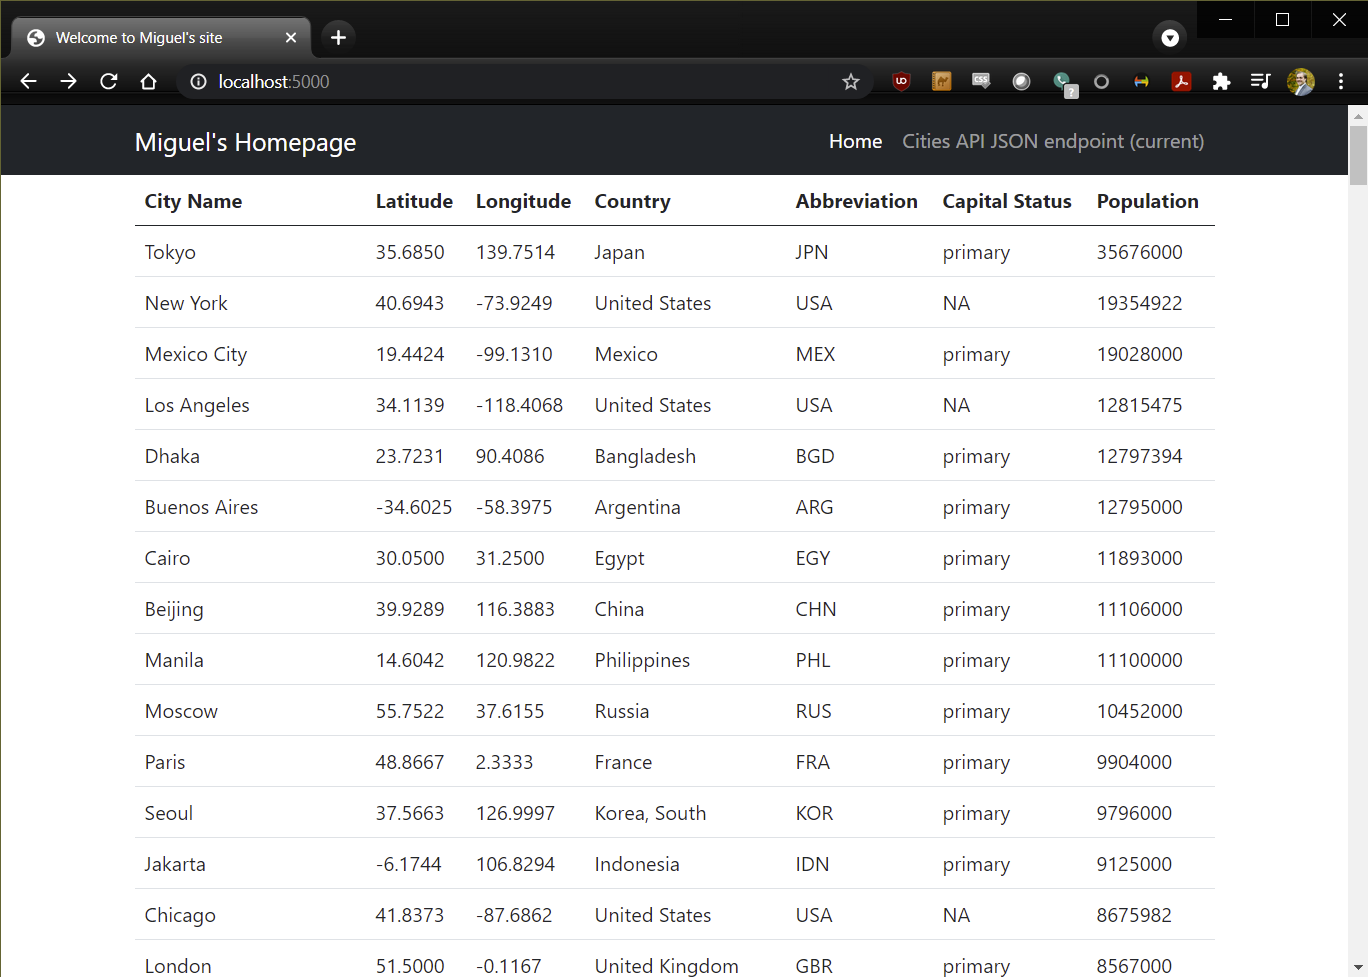 Welcome to Miguel's site
localhost:5000
UD
CSS
?
Miguel's Homepage Home Cities API JSON endpoint (current)
City Name Latitude Longitude Country Abbreviation Capital Status Population
Tokyo 35.6850 139.7514 Japan JPN primary 35676000
New York 40.6943 -73.9249 United States USA NA 19354922
Mexico City 19.4424 -99.1310 Mexico MEX primary 19028000
Los Angeles 34.1139 -118.4068 United States USA NA 12815475
Dhaka 23.7231 90.4086 Bangladesh BGD primary 12797394
Buenos Aires -34.6025 -58.3975 Argentina ARG primary 12795000
Cairo 30.0500 31.2500 Egypt EGY primary 11893000
Beijing 39.9289 116.3883 China CHN primary 11106000
Manila 14.6042 120.9822 Philippines PHL primary 11100000
Moscow 55.7522 37.6155 Russia RUS primary 10452000
Paris 48.8667 2.3333 France FRA primary 9904000
Seoul 37.5663 126.9997 Korea, South KOR primary 9796000
Jakarta -6.1744 106.8294 Indonesia IDN primary 9125000
Chicago 41.8373 -87.6862 United States USA NA 8675982
London 51.5000 -0.1167 United Kingdom GBR primary 8567000